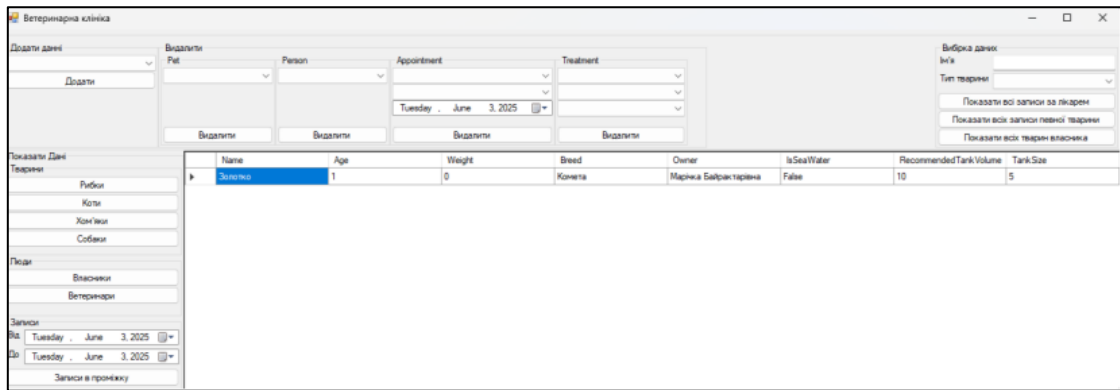 Ветеринарна клініка
Додати данні
Додати
Видалити
Pet
Person
Appointment
Treatment
Tuesday , June 3, 2025
Видалити
Видалити
Видалити
Видалити
Вибірка даних
Ім'я
Тип тварини
Показати всі записи за лікарем
Показати всіх записи певної тварини
Показати всіх тварин власника
Показати Дані
Тварини
Рибки
Коти
Хом'яки
Собаки
Люди
Власники
Ветеринари
Записи
Від Tuesday , June 3, 2025
До Tuesday , June 3, 2025
Записи в проміжку
Name Age Weight Breed Owner IsSeaWater RecommendedTankVolume TankSize
Золотко 1 0 Комета Марічка Байрактарівна False 10 5